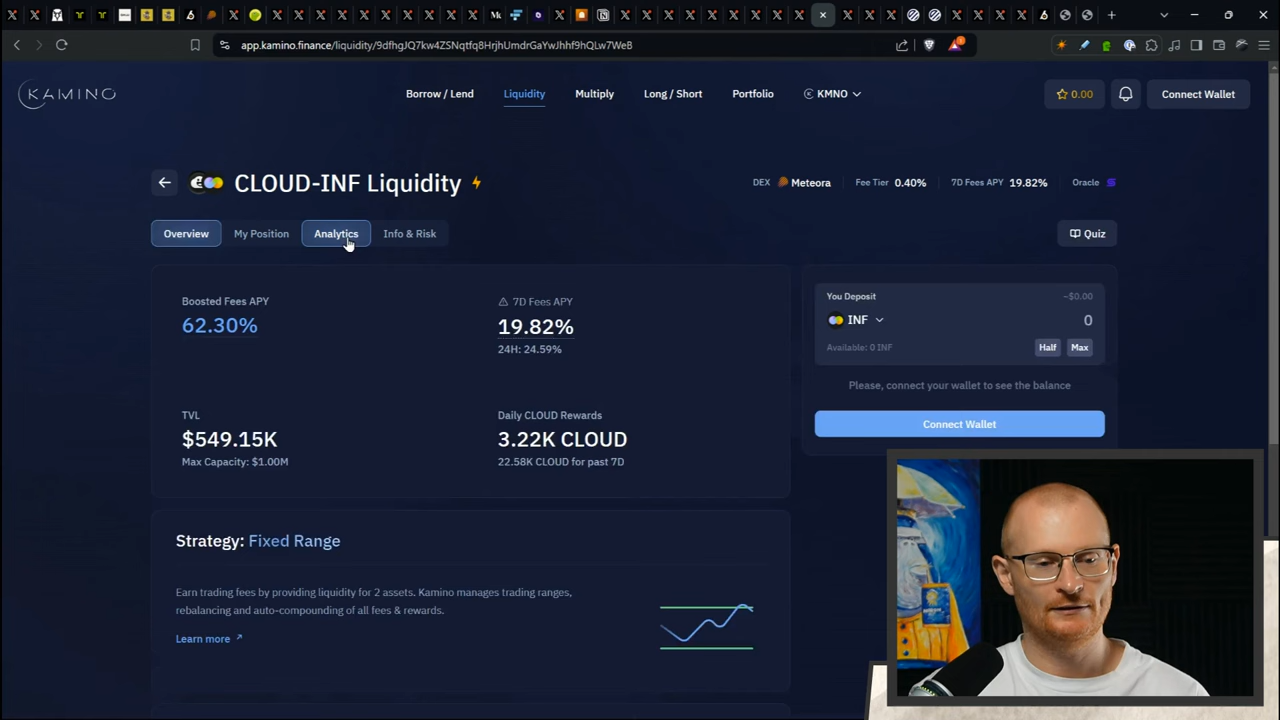 app.kamino.finance/liquidity/9dfhgJQ7kw4ZSNqtfq8HrjhUmdrGaYwJhhf9hQLw7WeB
KAMINO
Borrow / Lend
Liquidity
Multiply
Long / Short
Portfolio
KMNO
0.00
Connect Wallet
CLOUD-INF Liquidity
DEX Meteora
Fee Tier 0.40%
7D Fees APY 19.82%
Oracle
Overview
My Position
Analytics
Info & Risk
Quiz
Boosted Fees APY
62.30%
7D Fees APY
19.82%
24H: 24.59%
TVL
$549.15K
Max Capacity: $1.00M
Daily CLOUD Rewards
3.22K CLOUD
22.58K CLOUD for past 7D
You Deposit
~$0.00
INF
0
Available: 0 INF
Half
Max
Please, connect your wallet to see the balance
Connect Wallet
Strategy: Fixed Range
Earn trading fees by providing liquidity for 2 assets. Kamino manages trading ranges,
rebalancing and auto-compounding of all fees & rewards.
Learn more